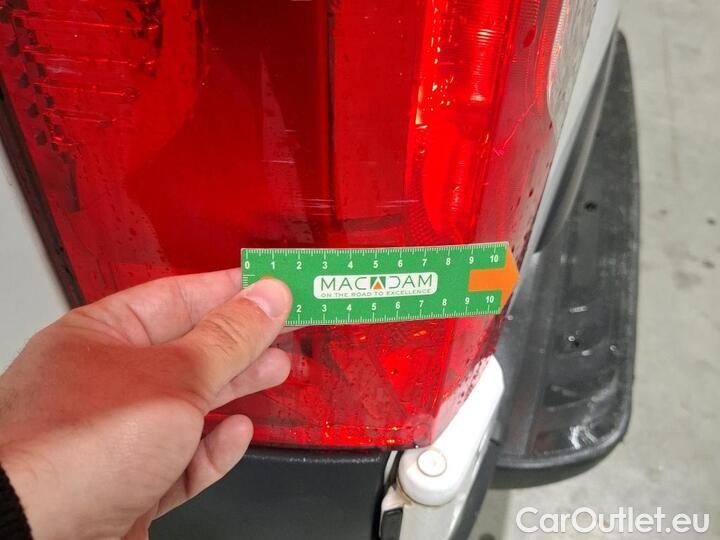 0 1 2 3 4 5 6 7 8 9 10
MACADAM
ON THE ROAD TO EXCELLENCE
2 3 4 5 6 7 8 9 10
CarOutlet.eu